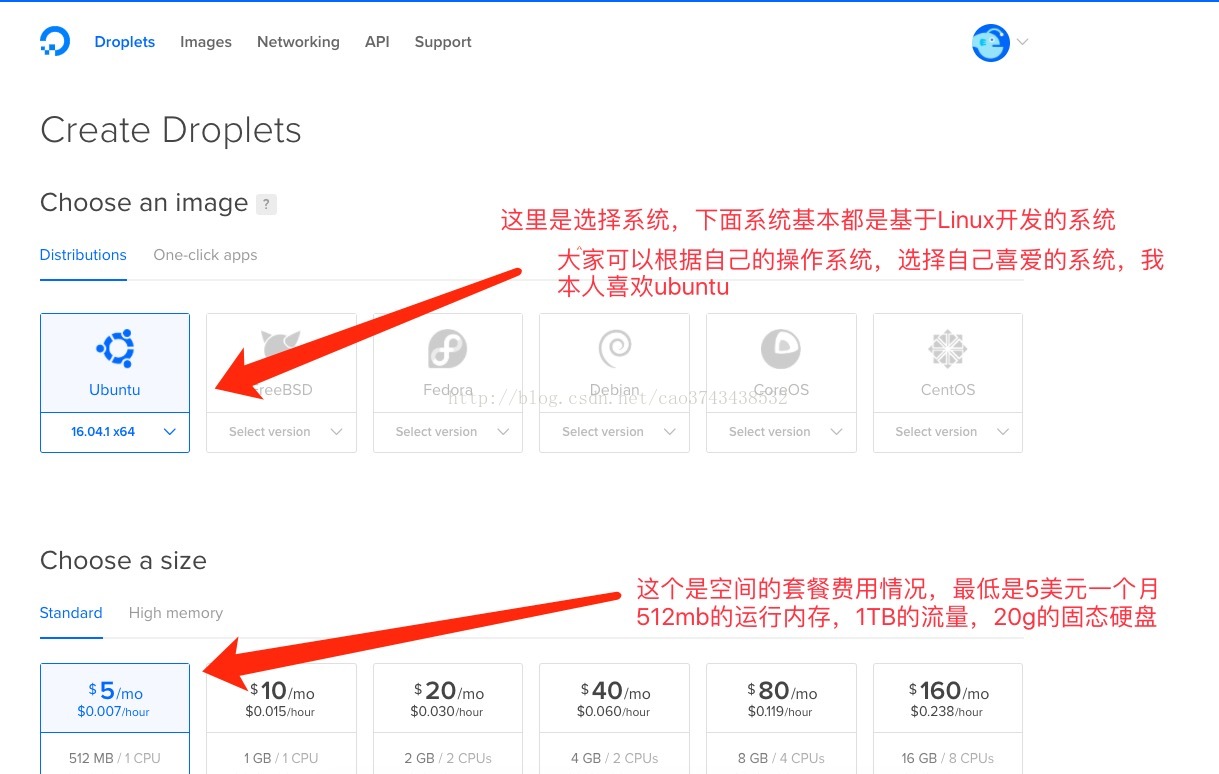 Droplets Images Networking API Support
Create Droplets
Choose an image ?
这里是选择系统，下面系统基本都是基于Linux开发的系统
Distributions One-click apps
大家可以根据自己的操作系统，选择自己喜爱的系统，我
本人喜欢ubuntu
Ubuntu reeBSD Fedora Debian CoreOS CentOS
http://blog.csdn.net/cao3743438532
16.04.1 x64 Select version Select version Select version Select version Select version
Choose a size
这个是空间的套餐费用情况，最低是5美元一个月
512mb的运行内存，1TB的流量，20g的固态硬盘
Standard High memory
$5/mo $10/mo $20/mo $40/mo $80/mo $160/mo
$0.007/hour $0.015/hour $0.030/hour $0.060/hour $0.119/hour $0.238/hour
512 MB / 1 CPU 1 GB / 1 CPU 2 GB / 2 CPUs 4 GB / 2 CPUs 8 GB / 4 CPUs 16 GB / 8 CPUs